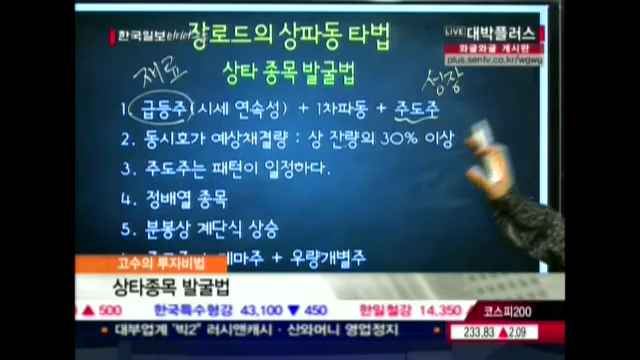 한국일보
장로드의 상파동 타법
LIVE 대박플러스
와글와글 게시판
plus.sentv.co.kr/wgwg
상타 종목 발굴법
재료
성장
1. 급등주(시세 연속성) + 1차파동 + 주도주
2. 동시호가 예상체결량 : 상 잔량의 30% 이상
3. 주도주는 패턴이 일정하다.
4. 정배열 종목
5. 분봉상 계단식 상승
테마주 + 우량개별주
고수의 투자비법
상타종목 발굴법
▲ 500 한국특수형강 43,100 ▼ 450 한일철강 14,350 코스피200
대부업계 "빅2" 러시앤캐시·산와머니 영업정지 233.83 ▲2.09